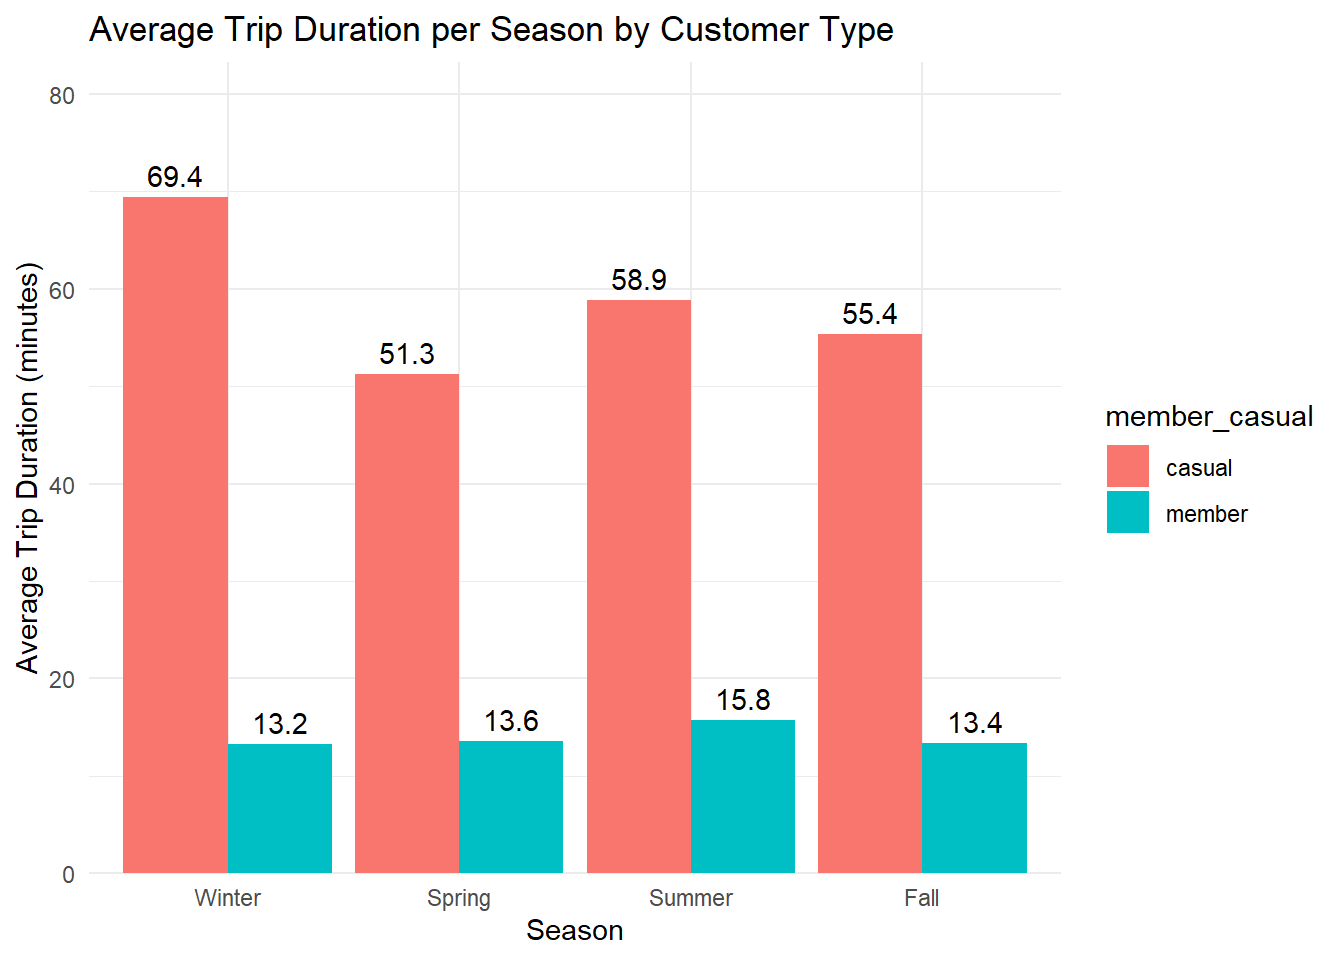 Average Trip Duration per Season by Customer Type
Average Trip Duration (minutes)
80
60
40
20
0
69.4
13.2
51.3
13.6
58.9
15.8
55.4
13.4
Winter
Spring
Summer
Fall
Season
member_casual
casual
member